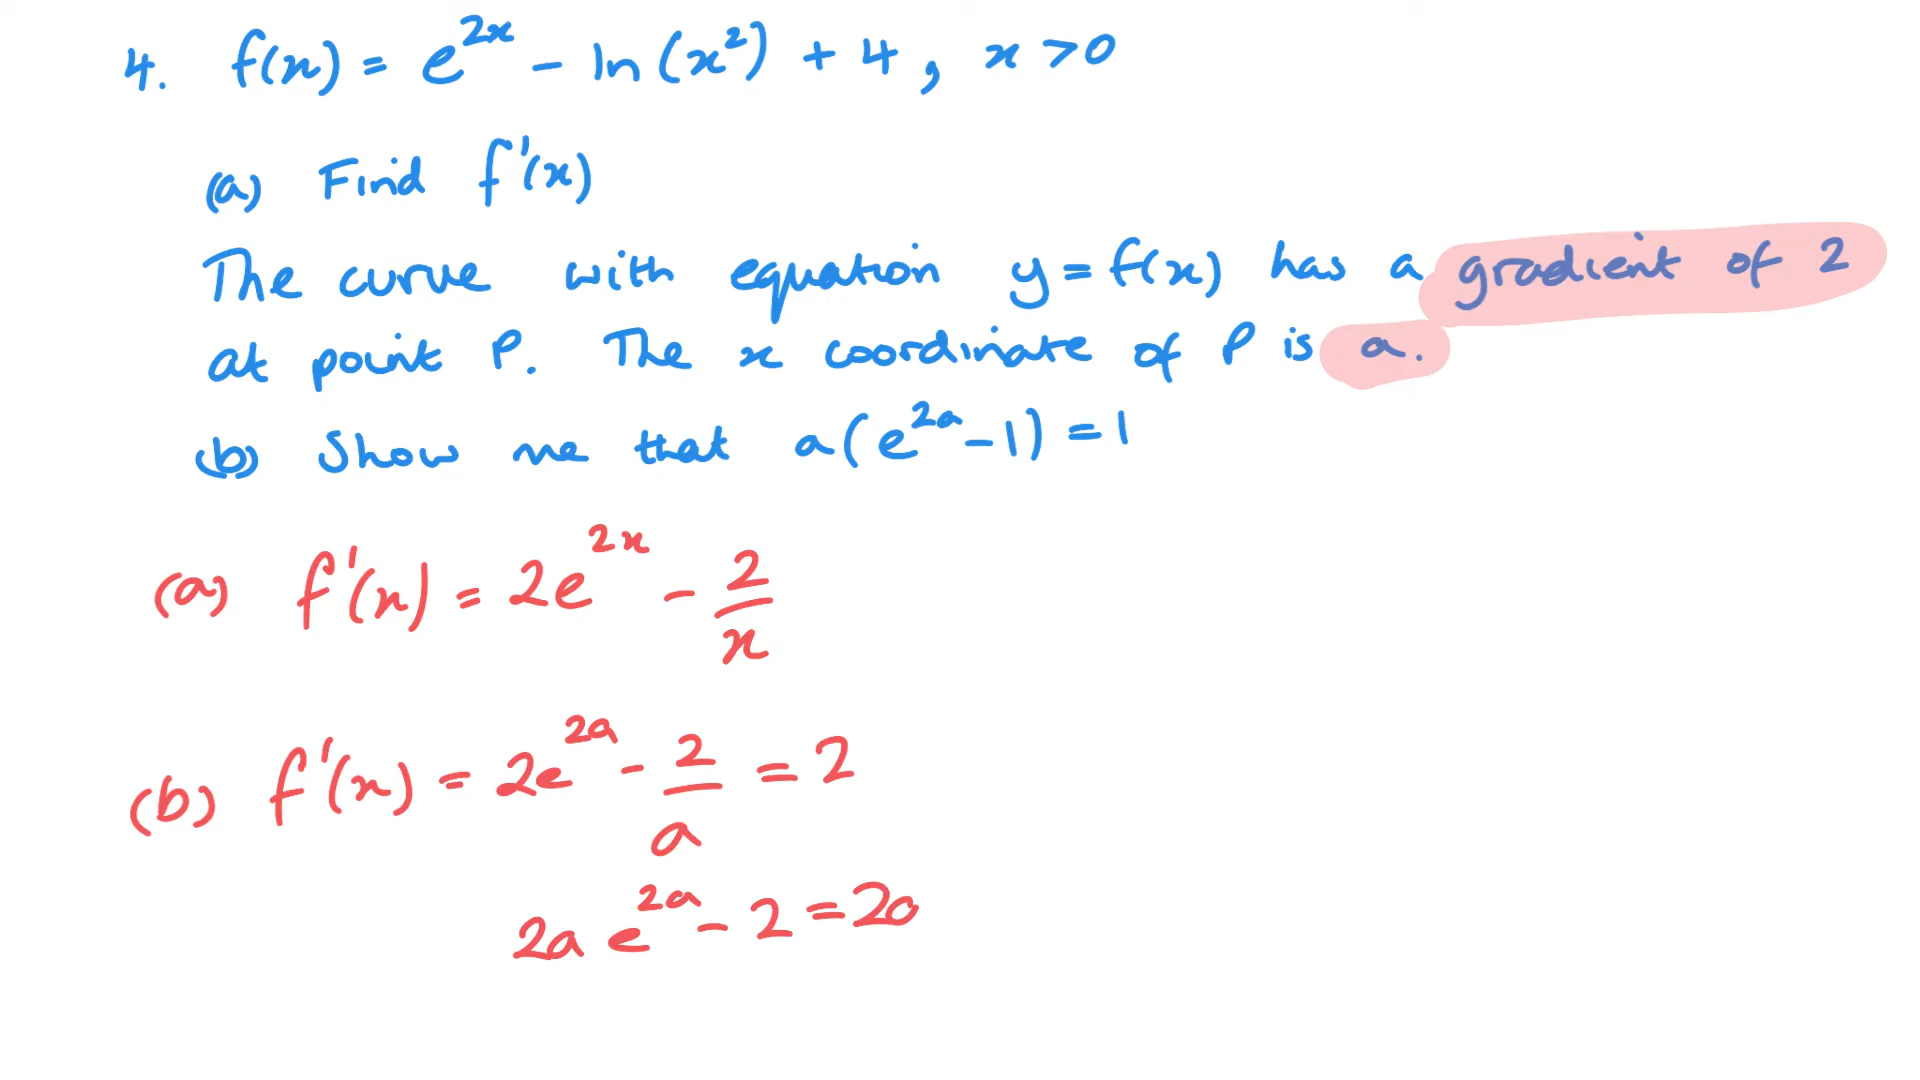 4. f(x) = e^{2x} - ln(x²) + 4, x > 0
(a) Find f'(x)
The curve with equation y = f(x) has a gradient of 2
at point P. The x coordinate of P is a.
(b) Show me that a(e^{2a} - 1) = 1
(a) f'(x) = 2e^{2x} - 2/x
(b) f'(x) = 2e^{2a} - 2/a = 2
2a e^{2a} - 2 = 2a